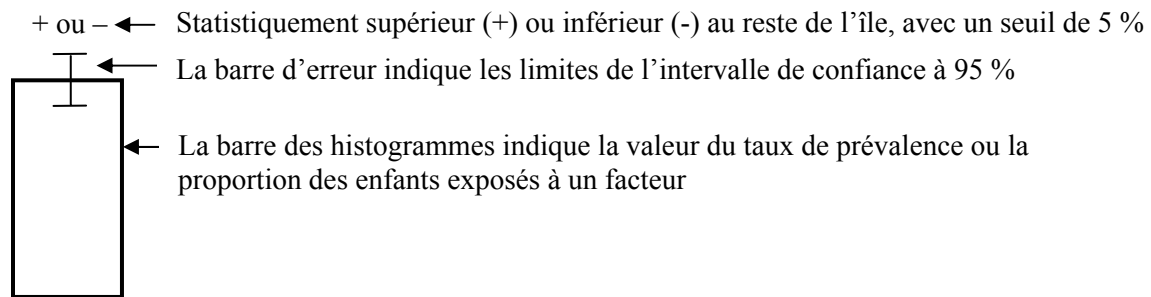 + ou – Statistiquement supérieur (+) ou inférieur (-) au reste de l’île, avec un seuil de 5 %
La barre d’erreur indique les limites de l’intervalle de confiance à 95 %
La barre des histogrammes indique la valeur du taux de prévalence ou la
proportion des enfants exposés à un facteur